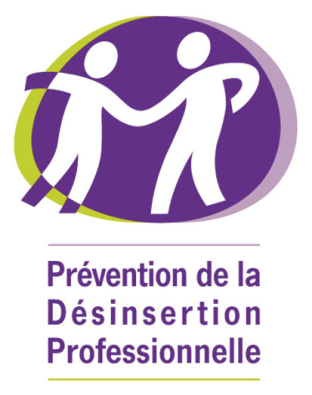 Prévention de la
Désinsertion
Professionnelle